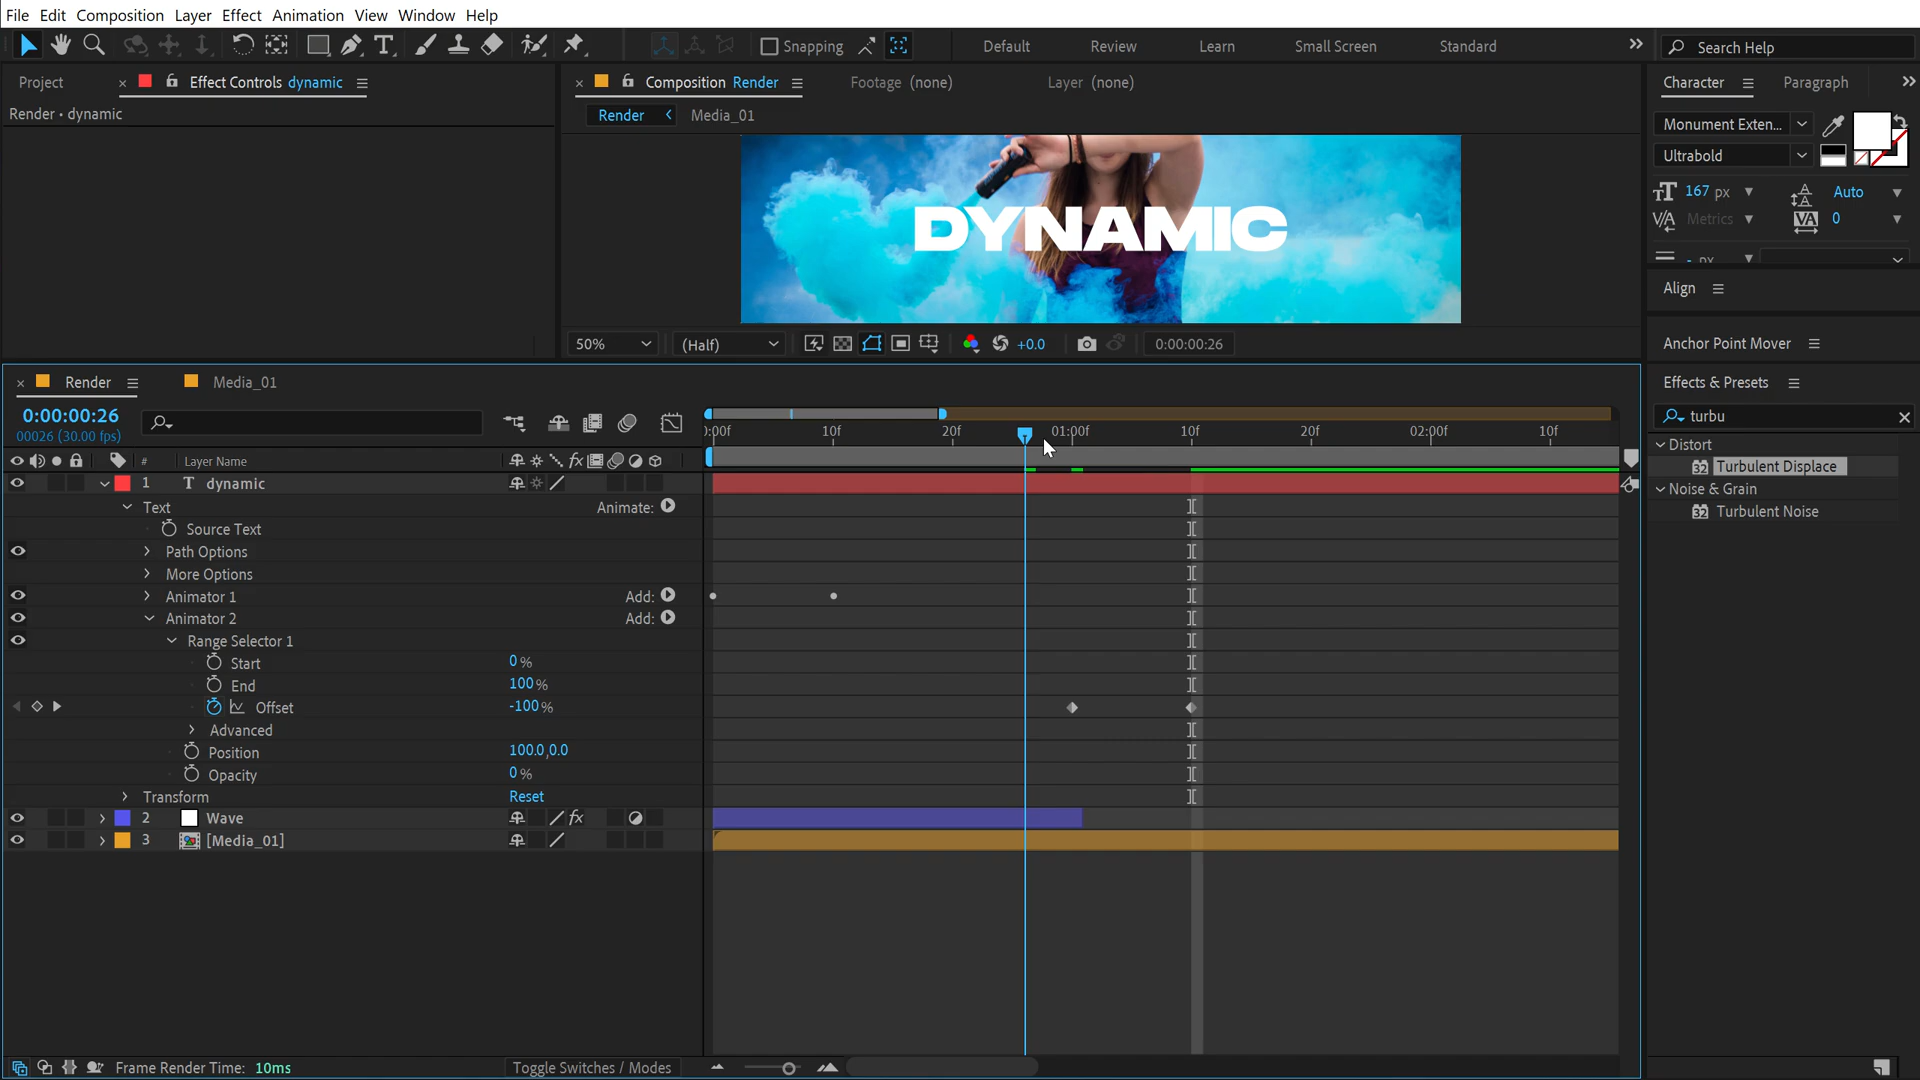 File Edit Composition Layer Effect Animation View Window Help
Snapping Default Review Learn Small Screen Standard Search Help
Project Effect Controls dynamic Composition Render Footage (none) Layer (none) Character Paragraph
Render • dynamic
Render Media_01
Monument Exten...
Ultrabold
167 px Auto
Metrics 0
- px
DYNAMIC
Align
50% (Half) +0.0 0:00:00:26
Anchor Point Mover
Render Media_01
Effects & Presets
0:00:00:26
00026 (30.00 fps)
turbu
:00f 10f 20f 01:00f 10f 20f 02:00f 10f
Distort
# Layer Name
32 Turbulent Displace
1 T dynamic
Noise & Grain
Text Animate:
32 Turbulent Noise
Source Text
Path Options
More Options
Animator 1 Add:
Animator 2 Add:
Range Selector 1
Start 0%
End 100%
Offset -100%
Advanced
Position 100.0,0.0
Opacity 0%
Transform Reset
2 Wave fx
3 [Media_01]
Frame Render Time: 10ms Toggle Switches / Modes